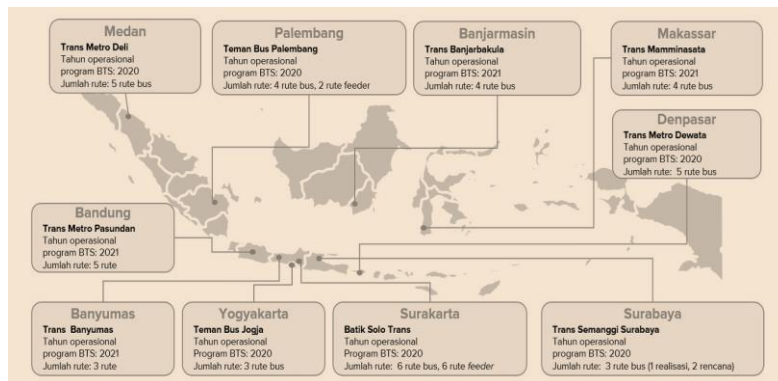 Medan
Trans Metro Deli
Tahun operasional
program BTS: 2020
Jumlah rute: 5 rute bus
Palembang
Teman Bus Palembang
Tahun operasional
program BTS: 2020
Jumlah rute: 4 rute bus, 2 rute feeder
Banjarmasin
Trans Banjarbakula
Tahun operasional
program BTS: 2021
Jumlah rute: 4 rute bus
Makassar
Trans Mamminasata
Tahun operasional
program BTS: 2021
Jumlah rute: 4 rute bus
Denpasar
Trans Metro Dewata
Tahun operasional
program BTS: 2020
Jumlah rute: 5 rute bus
Bandung
Trans Metro Pasundan
Tahun operasional
program BTS: 2021
Jumlah rute: 5 rute
Banyumas
Trans Banyumas
Tahun operasional
program BTS: 2021
Jumlah rute: 3 rute
Yogyakarta
Teman Bus Jogja
Tahun operasional
Program BTS: 2020
Jumlah rute: 3 rute bus
Surakarta
Batik Solo Trans
Tahun operasional
Program BTS: 2020
Jumlah rute: 6 rute bus, 6 rute feeder
Surabaya
Trans Semanggi Surabaya
Tahun operasional
program BTS: 2020
Jumlah rute: 3 rute bus (1 realisasi, 2 rencana)